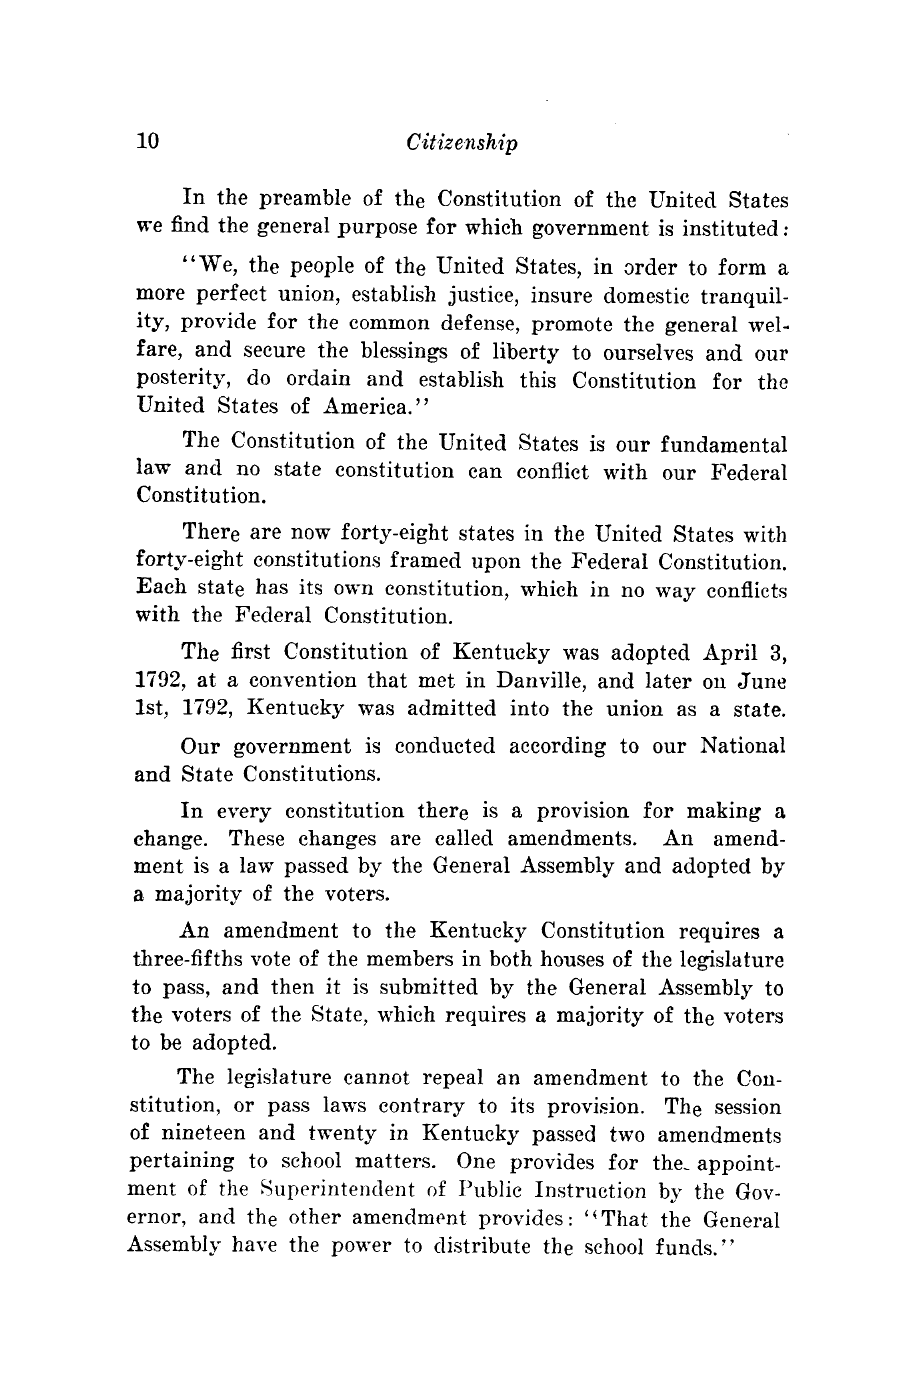 10 Citizenship
In the preamble of the Constitution of the United States
we find the general purpose for which government is instituted:
"We, the people of the United States, in order to form a
more perfect union, establish justice, insure domestic tranquil-
ity, provide for the common defense, promote the general wel-
fare, and secure the blessings of liberty to ourselves and our
posterity, do ordain and establish this Constitution for the
United States of America."
The Constitution of the United States is our fundamental
law and no state constitution can conflict with our Federal
Constitution.
There are now forty-eight states in the United States with
forty-eight constitutions framed upon the Federal Constitution.
Each state has its own constitution, which in no way conflicts
with the Federal Constitution.
The first Constitution of Kentucky was adopted April 3,
1792, at a convention that met in Danville, and later on June
1st, 1792, Kentucky was admitted into the union as a state.
Our government is conducted according to our National
and State Constitutions.
In every constitution there is a provision for making a
change. These changes are called amendments. An amend-
ment is a law passed by the General Assembly and adopted by
a majority of the voters.
An amendment to the Kentucky Constitution requires a
three-fifths vote of the members in both houses of the legislature
to pass, and then it is submitted by the General Assembly to
the voters of the State, which requires a majority of the voters
to be adopted.
The legislature cannot repeal an amendment to the Con-
stitution, or pass laws contrary to its provision. The session
of nineteen and twenty in Kentucky passed two amendments
pertaining to school matters. One provides for the appoint-
ment of the Superintendent of Public Instruction by the Gov-
ernor, and the other amendment provides: "That the General
Assembly have the power to distribute the school funds."